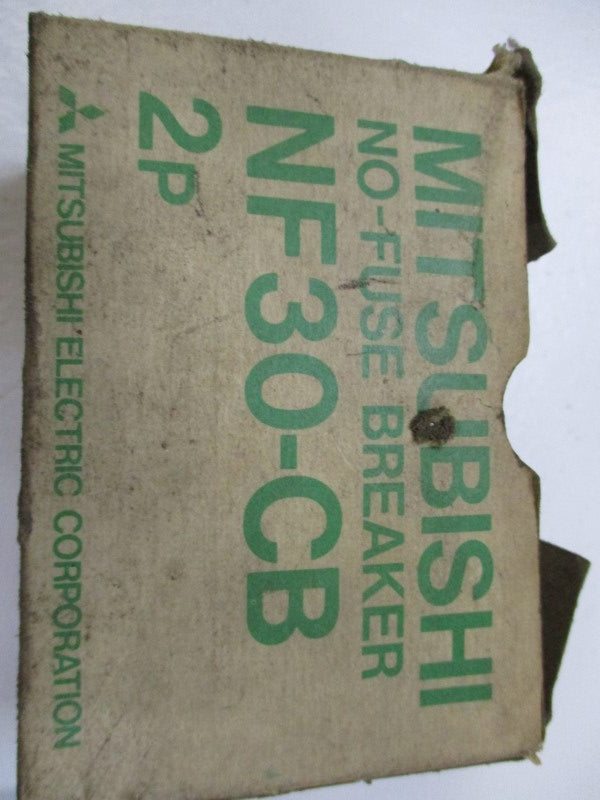 MITSUBISHI
NO-FUSE BREAKER
NF30-CB
2P
MITSUBISHI ELECTRIC CORPORATION